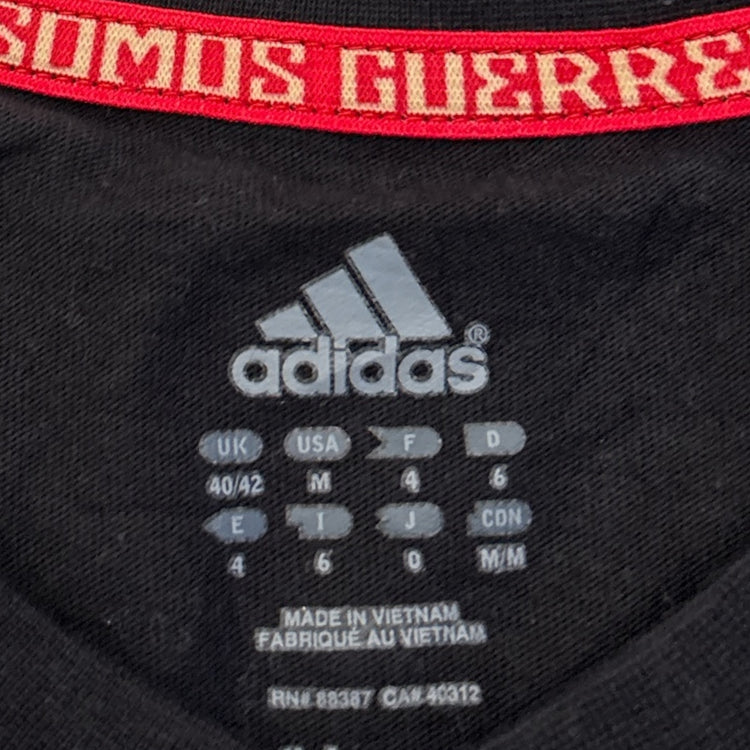 SOMOS GUERRE
adidas®
UK USA F D
40/42 M 4 6
E I J CDN
4 6 0 M/M
MADE IN VIETNAM
FABRIQUÉ AU VIETNAM
RN# 88387 CA# 40312